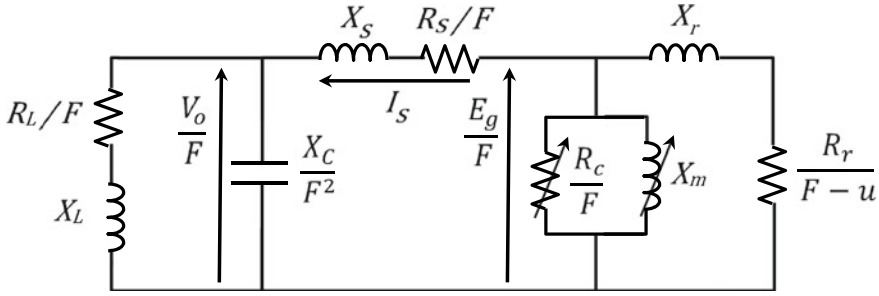 X_s
R_S/F
X_r
R_L/F
V_o/F
I_s
E_g/F
X_C/F^2
R_c/F
X_m
R_r/F − u
X_L